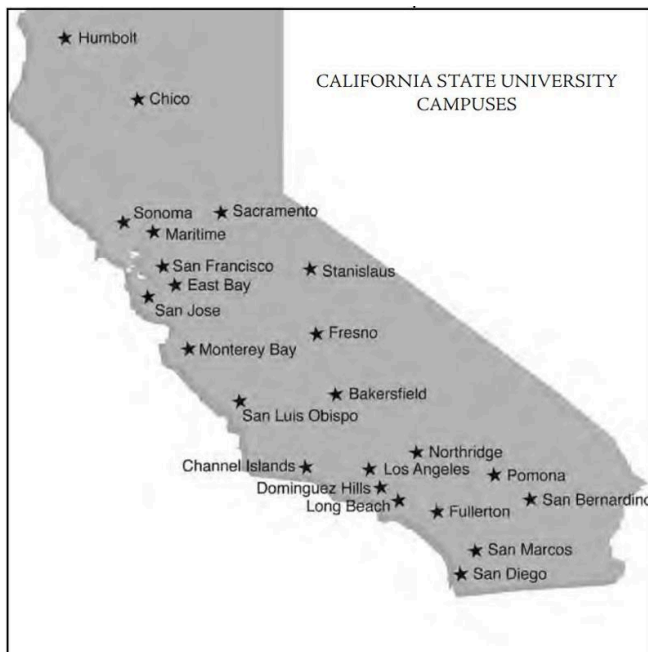 Humbolt
CALIFORNIA STATE UNIVERSITY
CAMPUSES
Chico
Sonoma
Sacramento
Maritime
San Francisco
Stanislaus
East Bay
San Jose
Fresno
Monterey Bay
Bakersfield
San Luis Obispo
Northridge
Channel Islands
Los Angeles
Pomona
Dominguez Hills
Long Beach
San Bernardino
Fullerton
San Marcos
San Diego